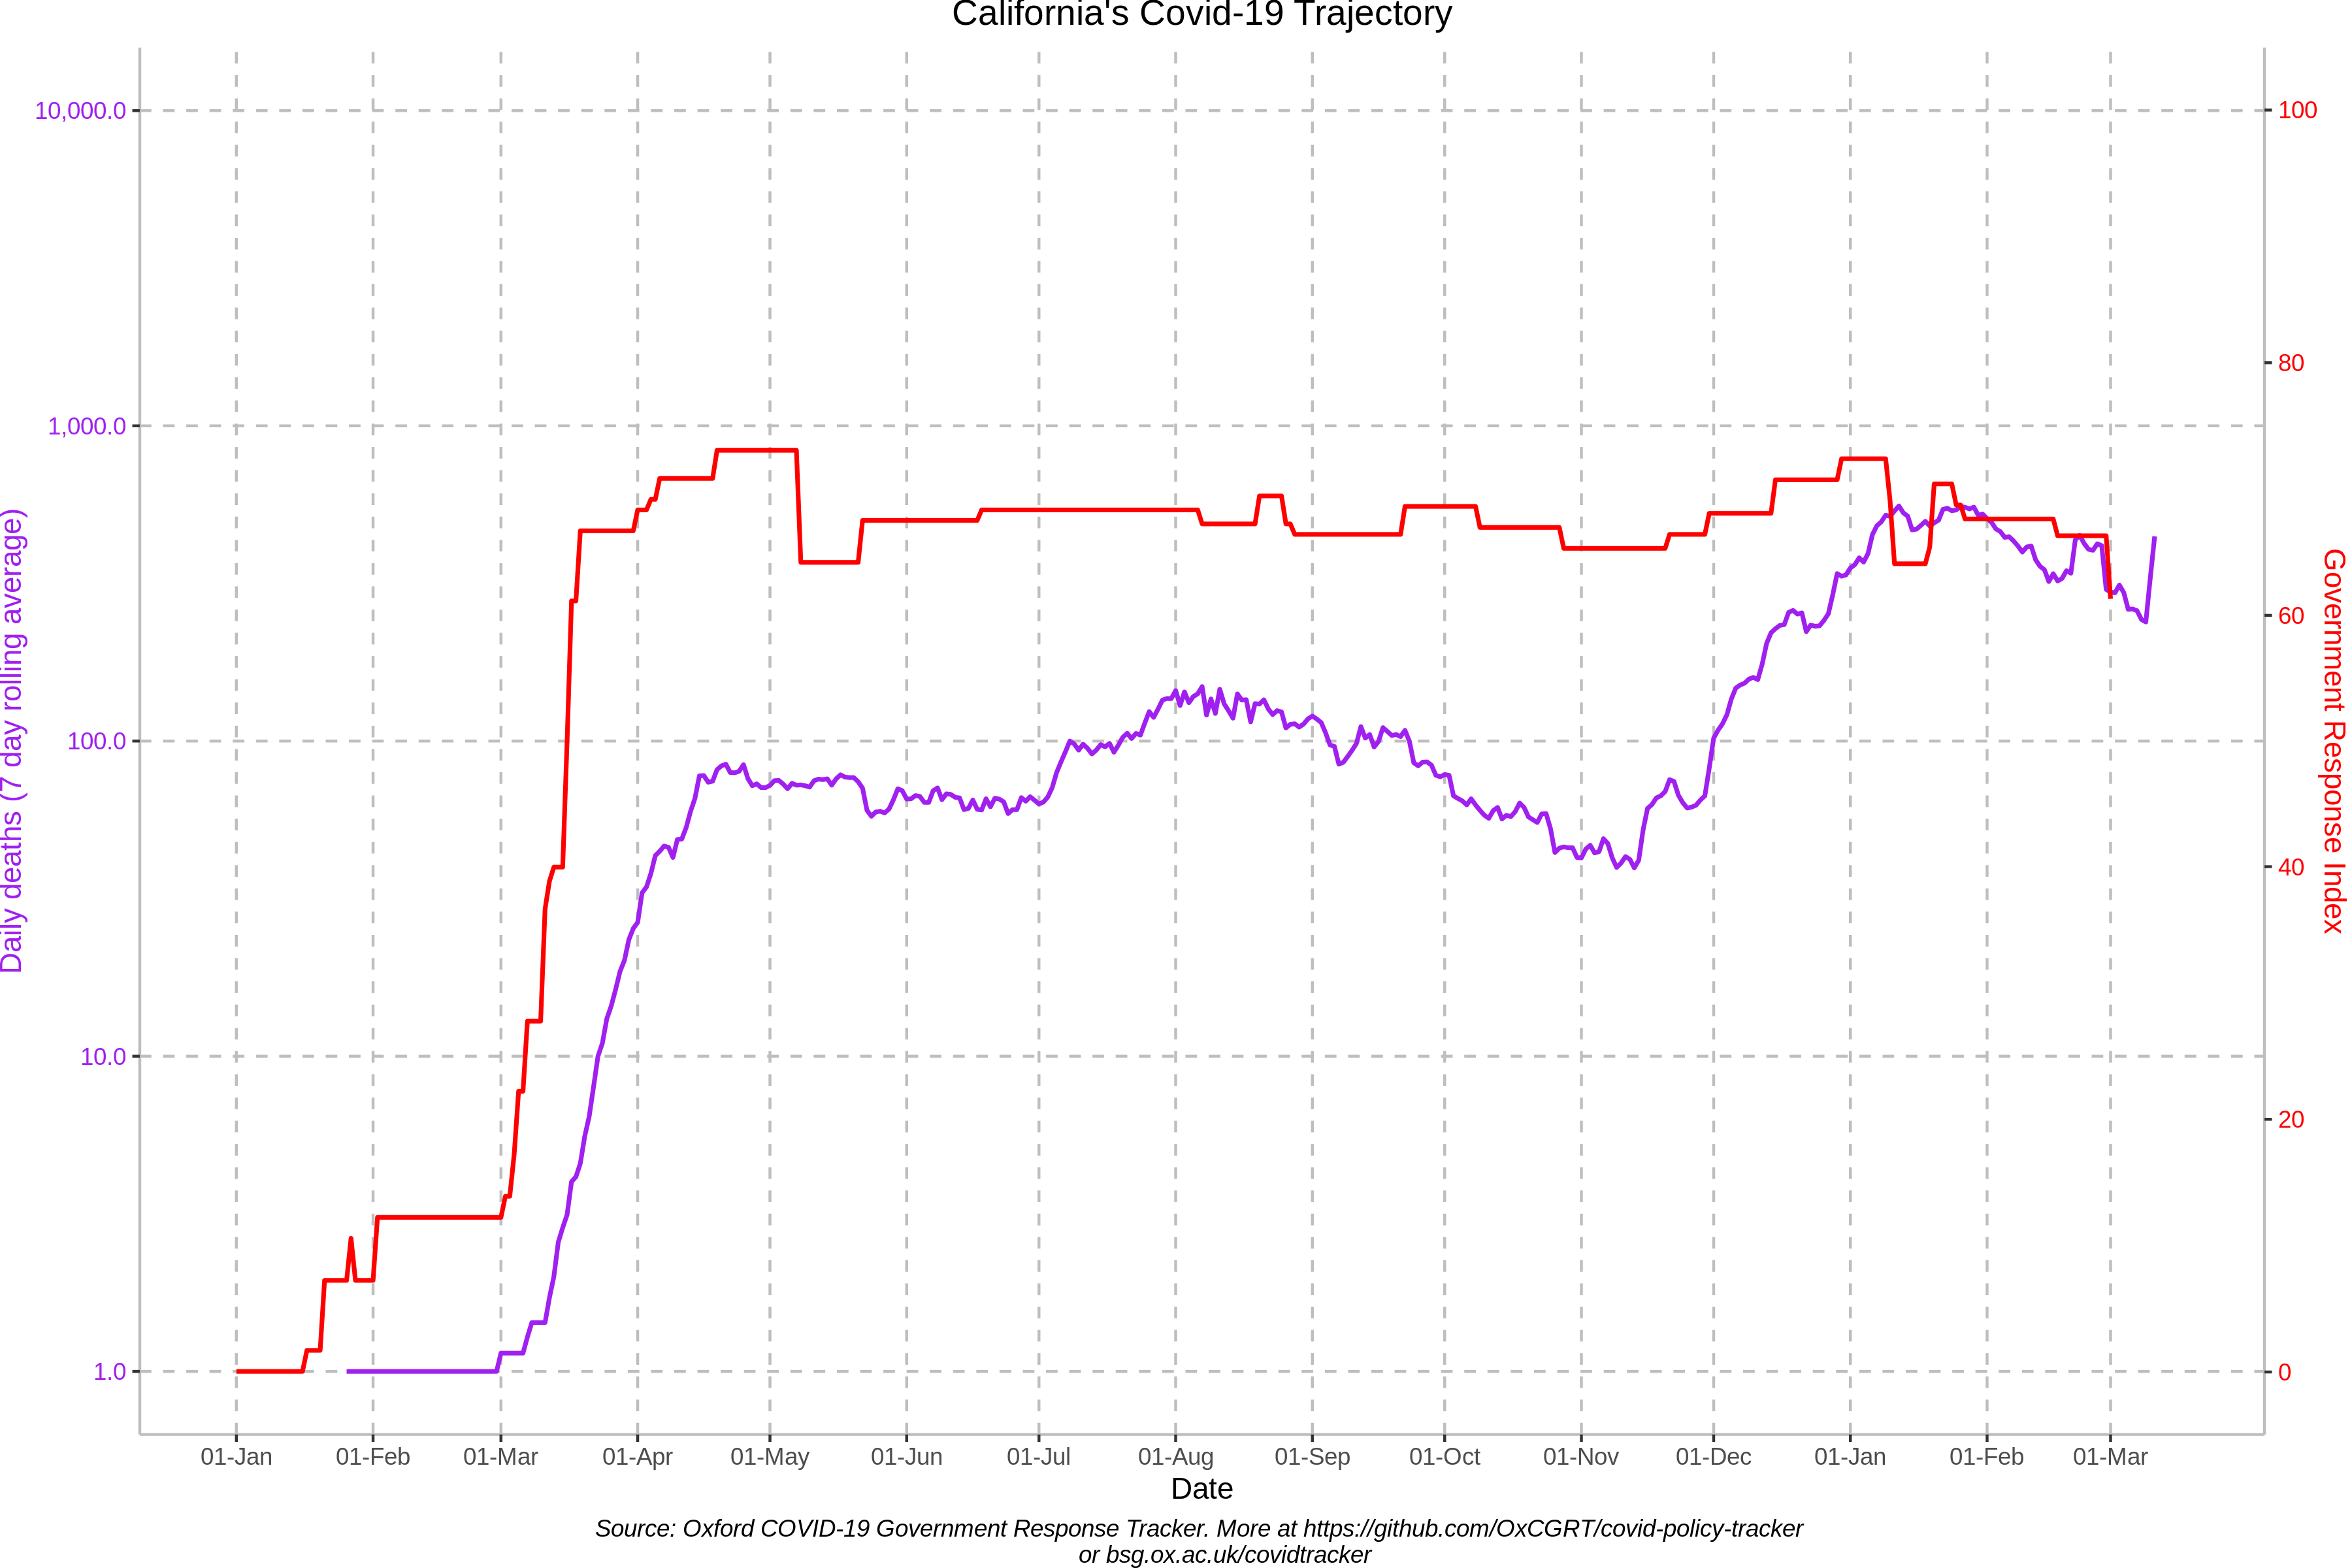 California's Covid-19 Trajectory
10,000.0
1,000.0
100.0
10.0
1.0
Daily deaths (7 day rolling average)
100
80
60
40
20
0
Government Response Index
01-Jan 01-Feb 01-Mar 01-Apr 01-May 01-Jun 01-Jul 01-Aug 01-Sep 01-Oct 01-Nov 01-Dec 01-Jan 01-Feb 01-Mar
Date
Source: Oxford COVID-19 Government Response Tracker. More at https://github.com/OxCGRT/covid-policy-tracker
or bsg.ox.ac.uk/covidtracker